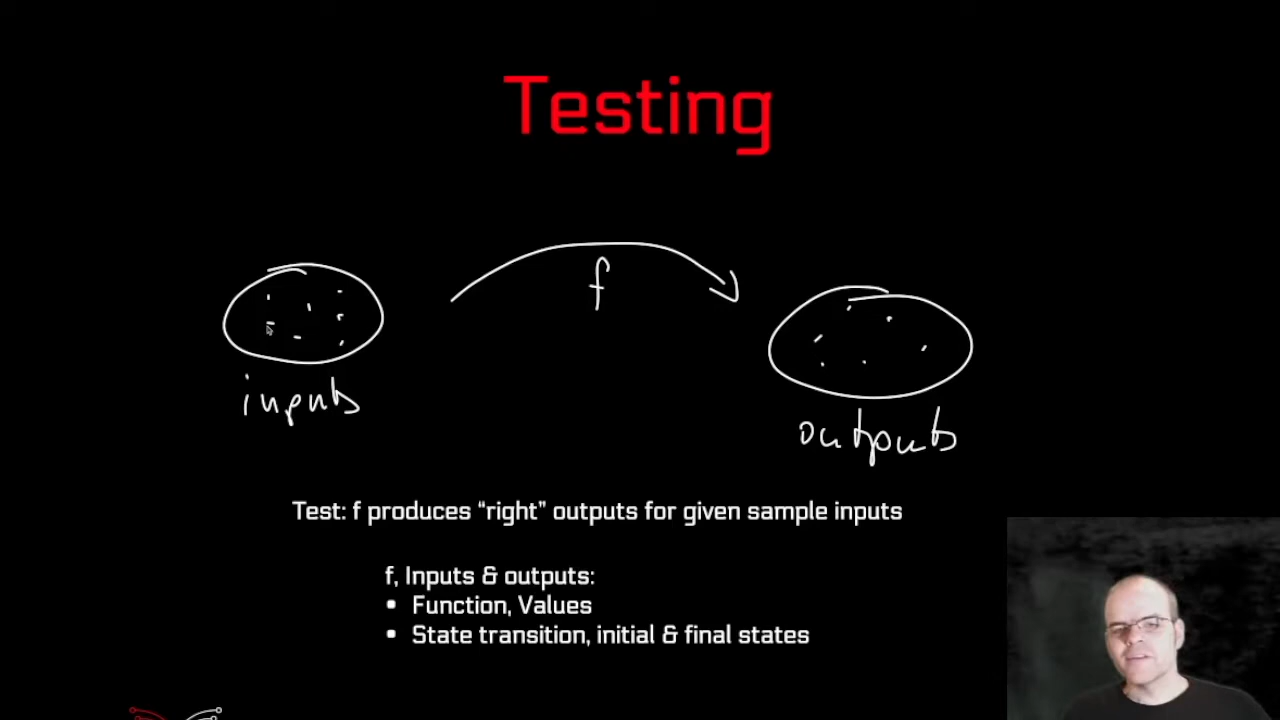 Testing
f
inputs
outputs
Test: f produces “right” outputs for given sample inputs
f, Inputs & outputs:
• Function, Values
• State transition, initial & final states